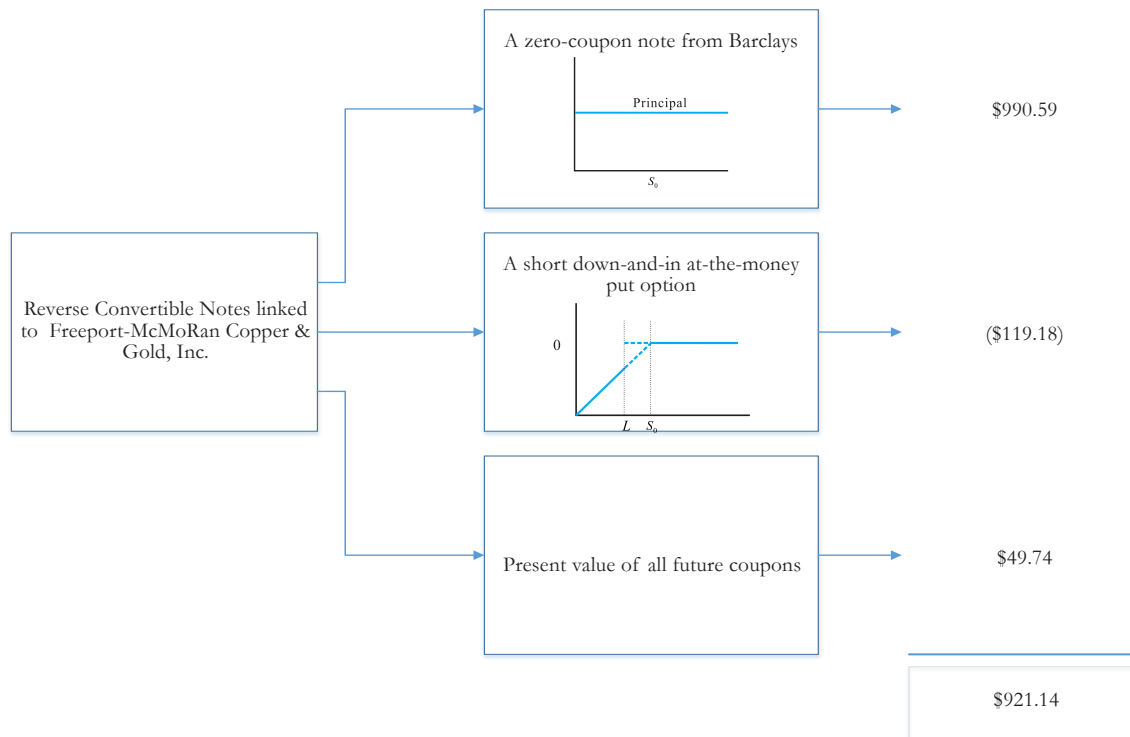 A zero-coupon note from Barclays
Principal
S₀
$990.59
Reverse Convertible Notes linked
to Freeport-McMoRan Copper &
Gold, Inc.
A short down-and-in at-the-money
put option
0
L S₀
($119.18)
Present value of all future coupons
$49.74
$921.14